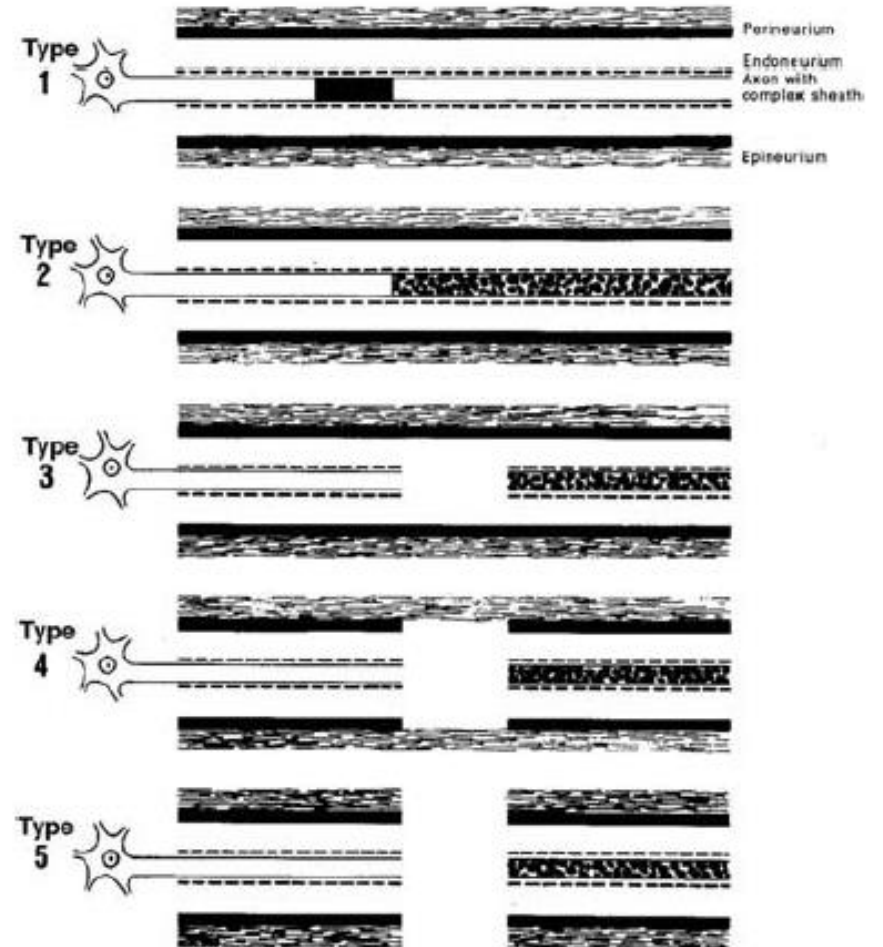 Perineurium
Type
1
Endoneurium
Axon with
complex sheath
Epineurium
Type
2
Type
3
Type
4
Type
5